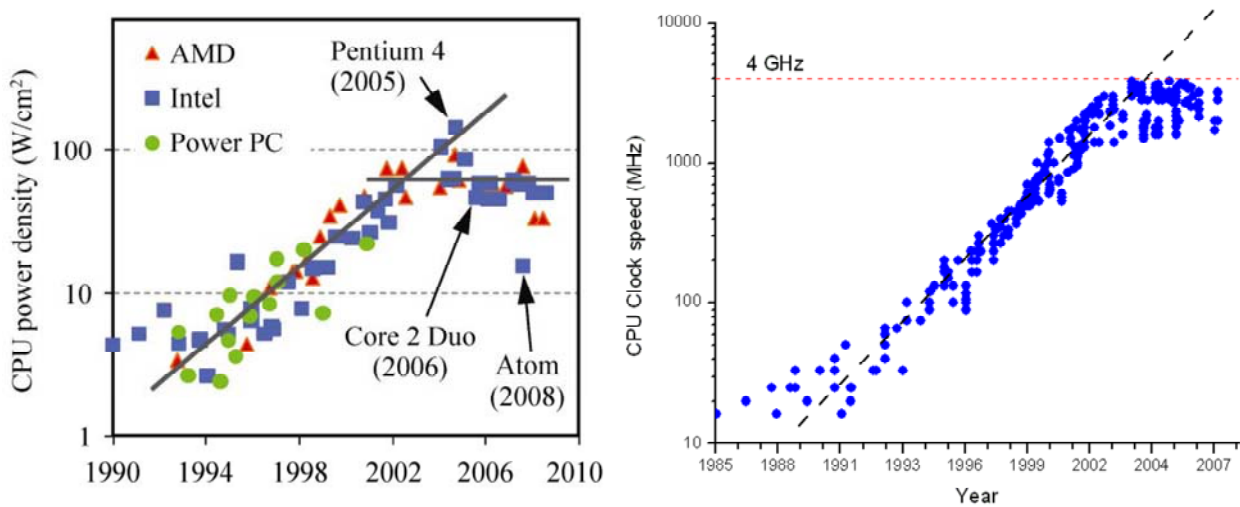 CPU power density (W/cm²)
AMD
Intel
Power PC
Pentium 4
(2005)
Core 2 Duo
(2006)
Atom
(2008)
100
10
1
1990 1994 1998 2002 2006 2010
CPU Clock speed (MHz)
10000
4 GHz
1000
100
10
1985 1988 1991 1993 1996 1999 2002 2004 2007
Year